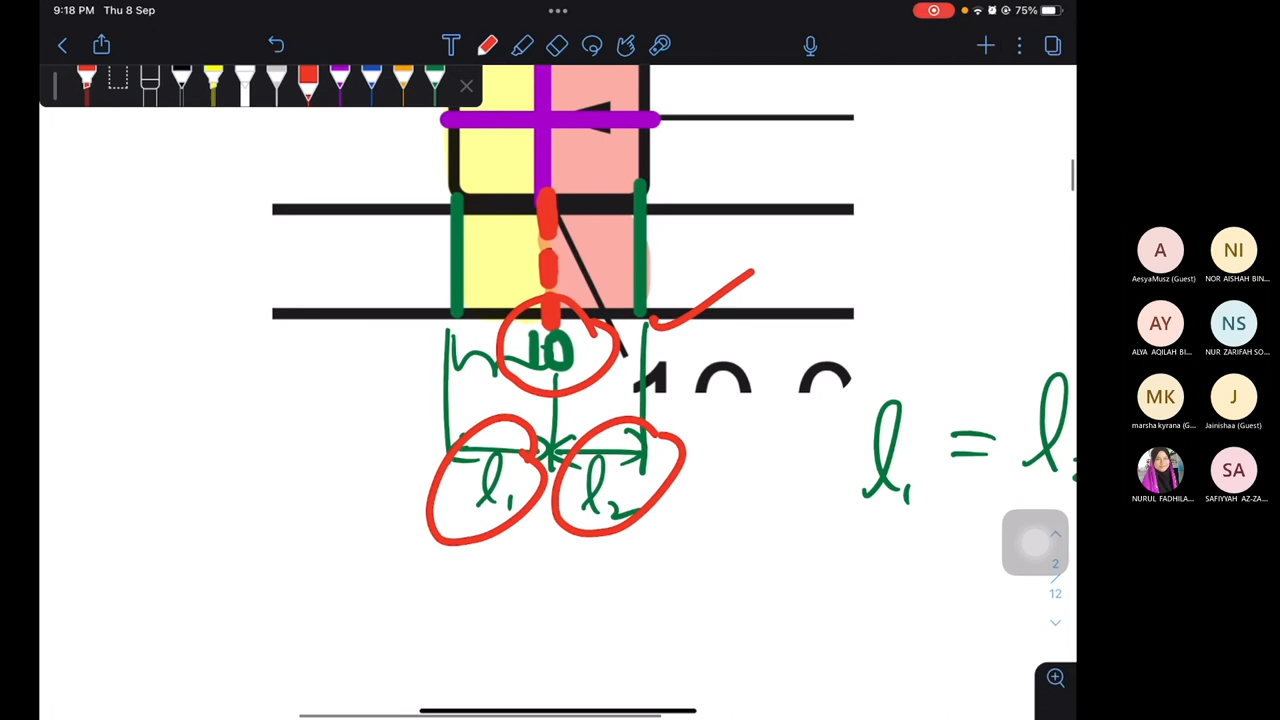 9:18 PM Thu 8 Sep
75%
T
10
l₁ l₂
l₁ =
2
12
A
NI
AesyaMusz (Guest)
NOR AISHAH BIN...
AY
NS
ALYA AQILAH BI...
NUR ZARIFAH SO...
MK
J
marsha kyrana (G...
Jainishaa (Guest)
NURUL FADHILA...
SA
SAFIYYAH AZ-ZA...